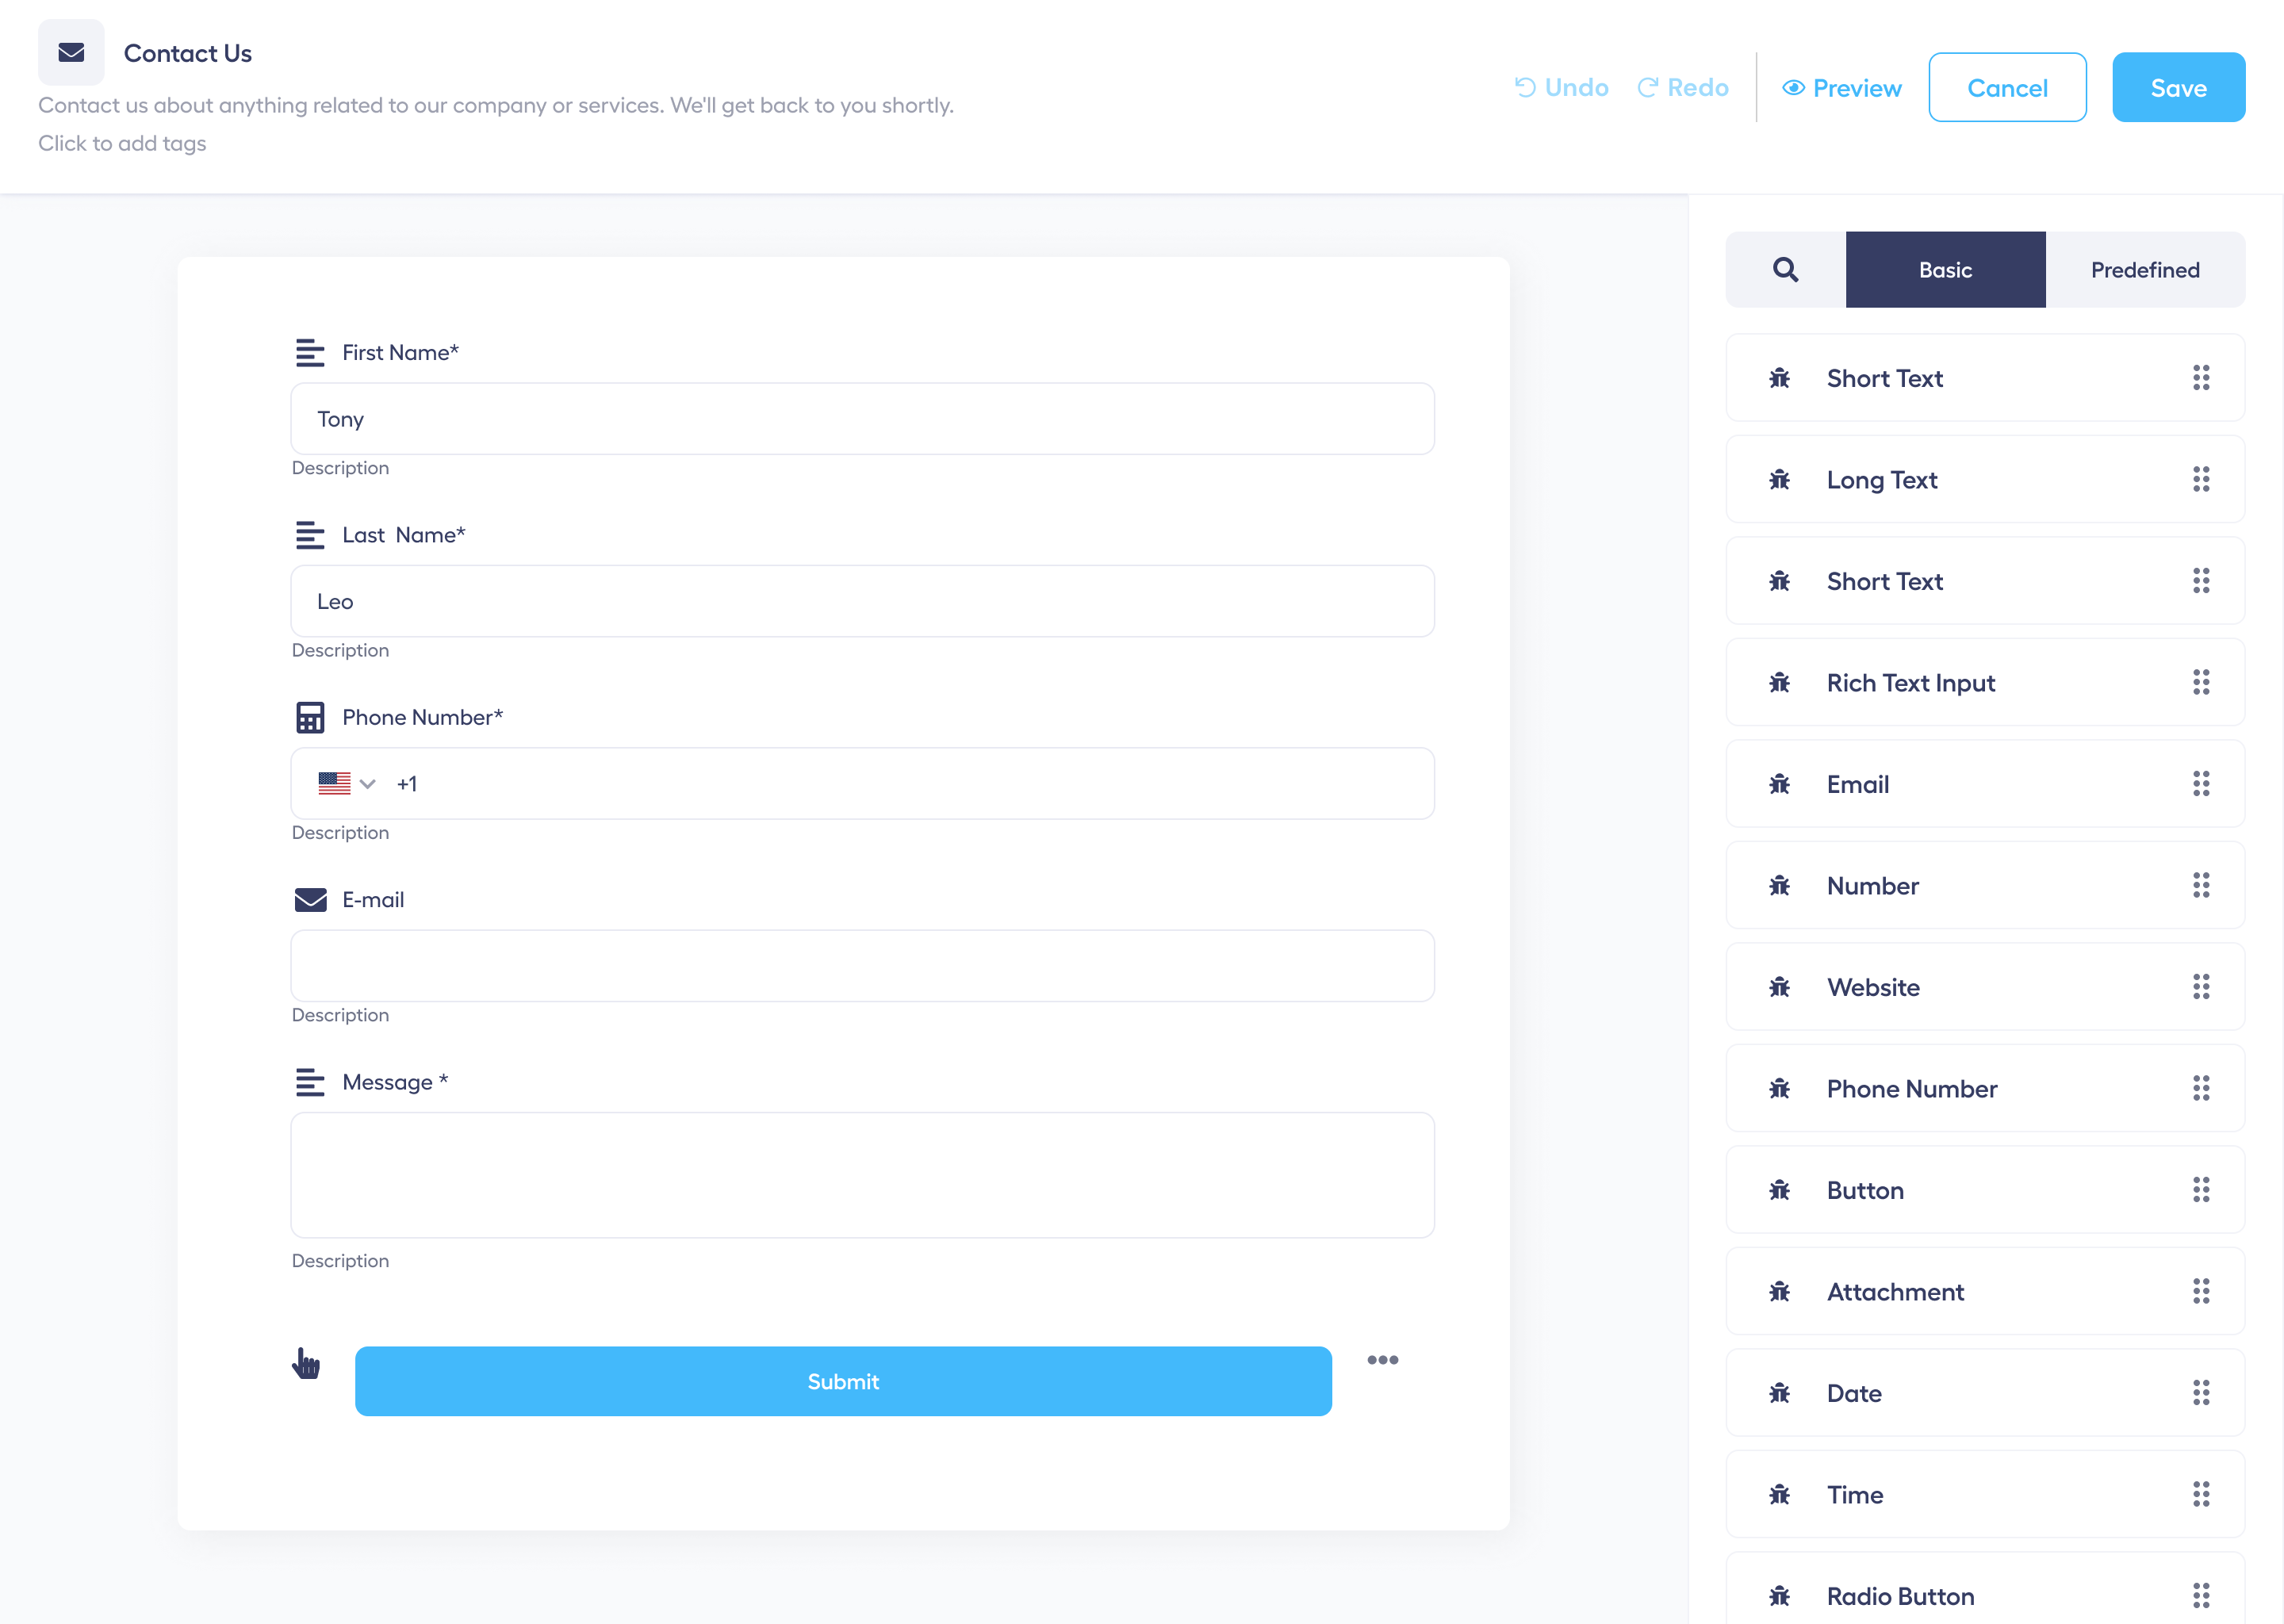 Contact Us
Contact us about anything related to our company or services. We'll get back to you shortly.
Click to add tags
Undo
Redo
Preview
Cancel
Save
First Name*
Tony
Description
Last  Name*
Leo
Description
Phone Number*
+1
Description
E-mail
Description
Message *
Description
Submit
Basic
Predefined
Short Text
Long Text
Short Text
Rich Text Input
Email
Number
Website
Phone Number
Button
Attachment
Date
Time
Radio Button